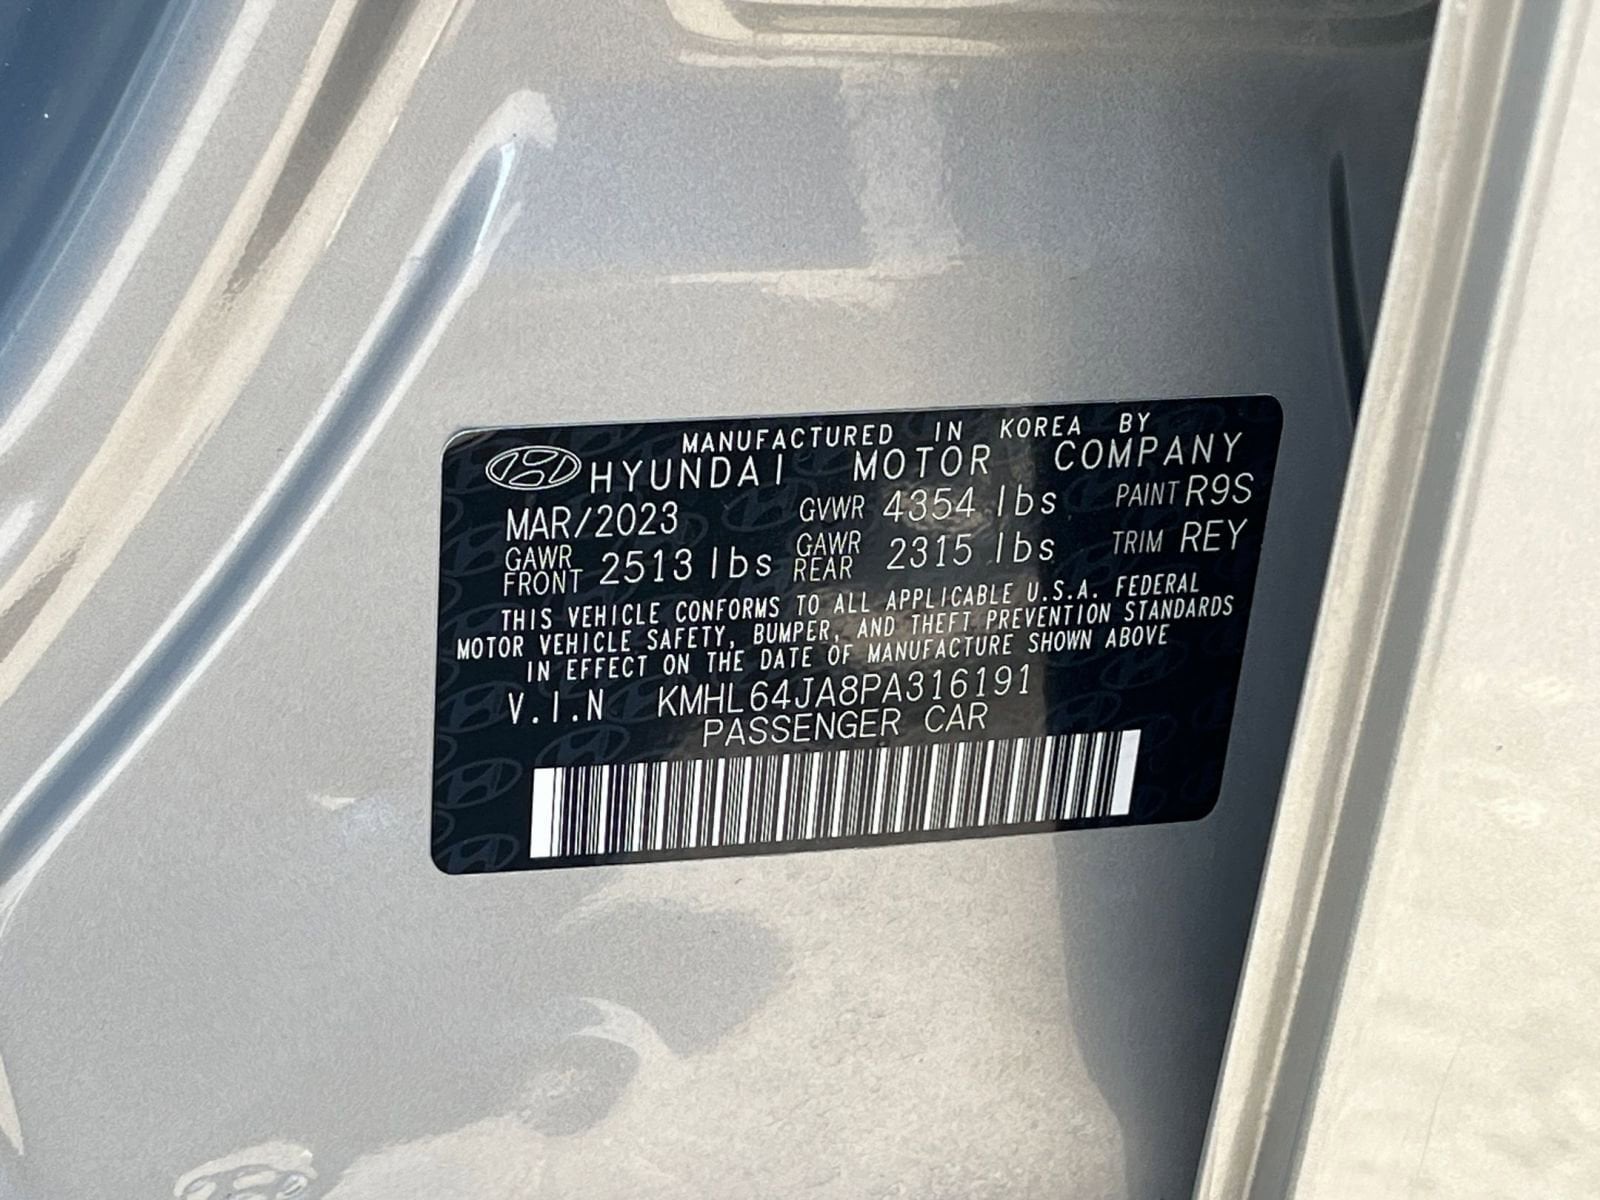 MANUFACTURED IN KOREA BY
HYUNDAI MOTOR COMPANY
MAR/2023 GVWR 4354 lbs PAINT R9S
GAWR FRONT 2513 lbs GAWR REAR 2315 lbs TRIM REY
THIS VEHICLE CONFORMS TO ALL APPLICABLE U.S.A. FEDERAL
MOTOR VEHICLE SAFETY, BUMPER, AND THEFT PREVENTION STANDARDS
IN EFFECT ON THE DATE OF MANUFACTURE SHOWN ABOVE
V.I.N KMHL64JA8PA316191
PASSENGER CAR